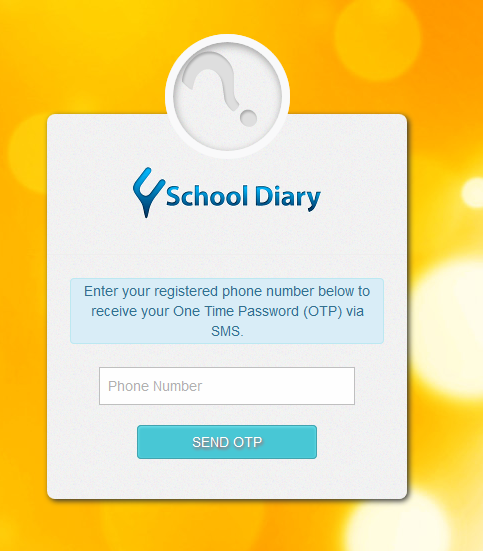 School Diary
Enter your registered phone number below to
receive your One Time Password (OTP) via
SMS.
Phone Number
SEND OTP